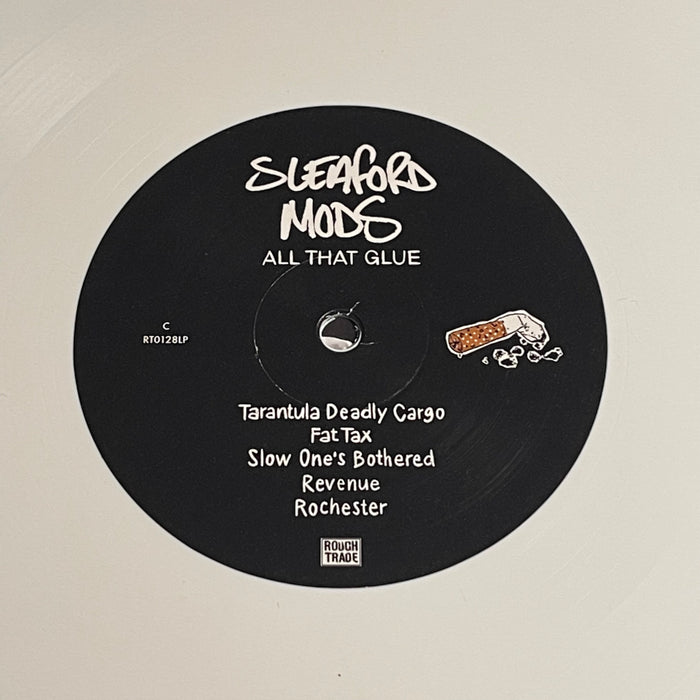 SLEAFORD
MODS
ALL THAT GLUE
C
RT0128LP
Tarantula Deadly Cargo
Fat Tax
Slow One's Bothered
Revenue
Rochester
ROUGH
TRADE